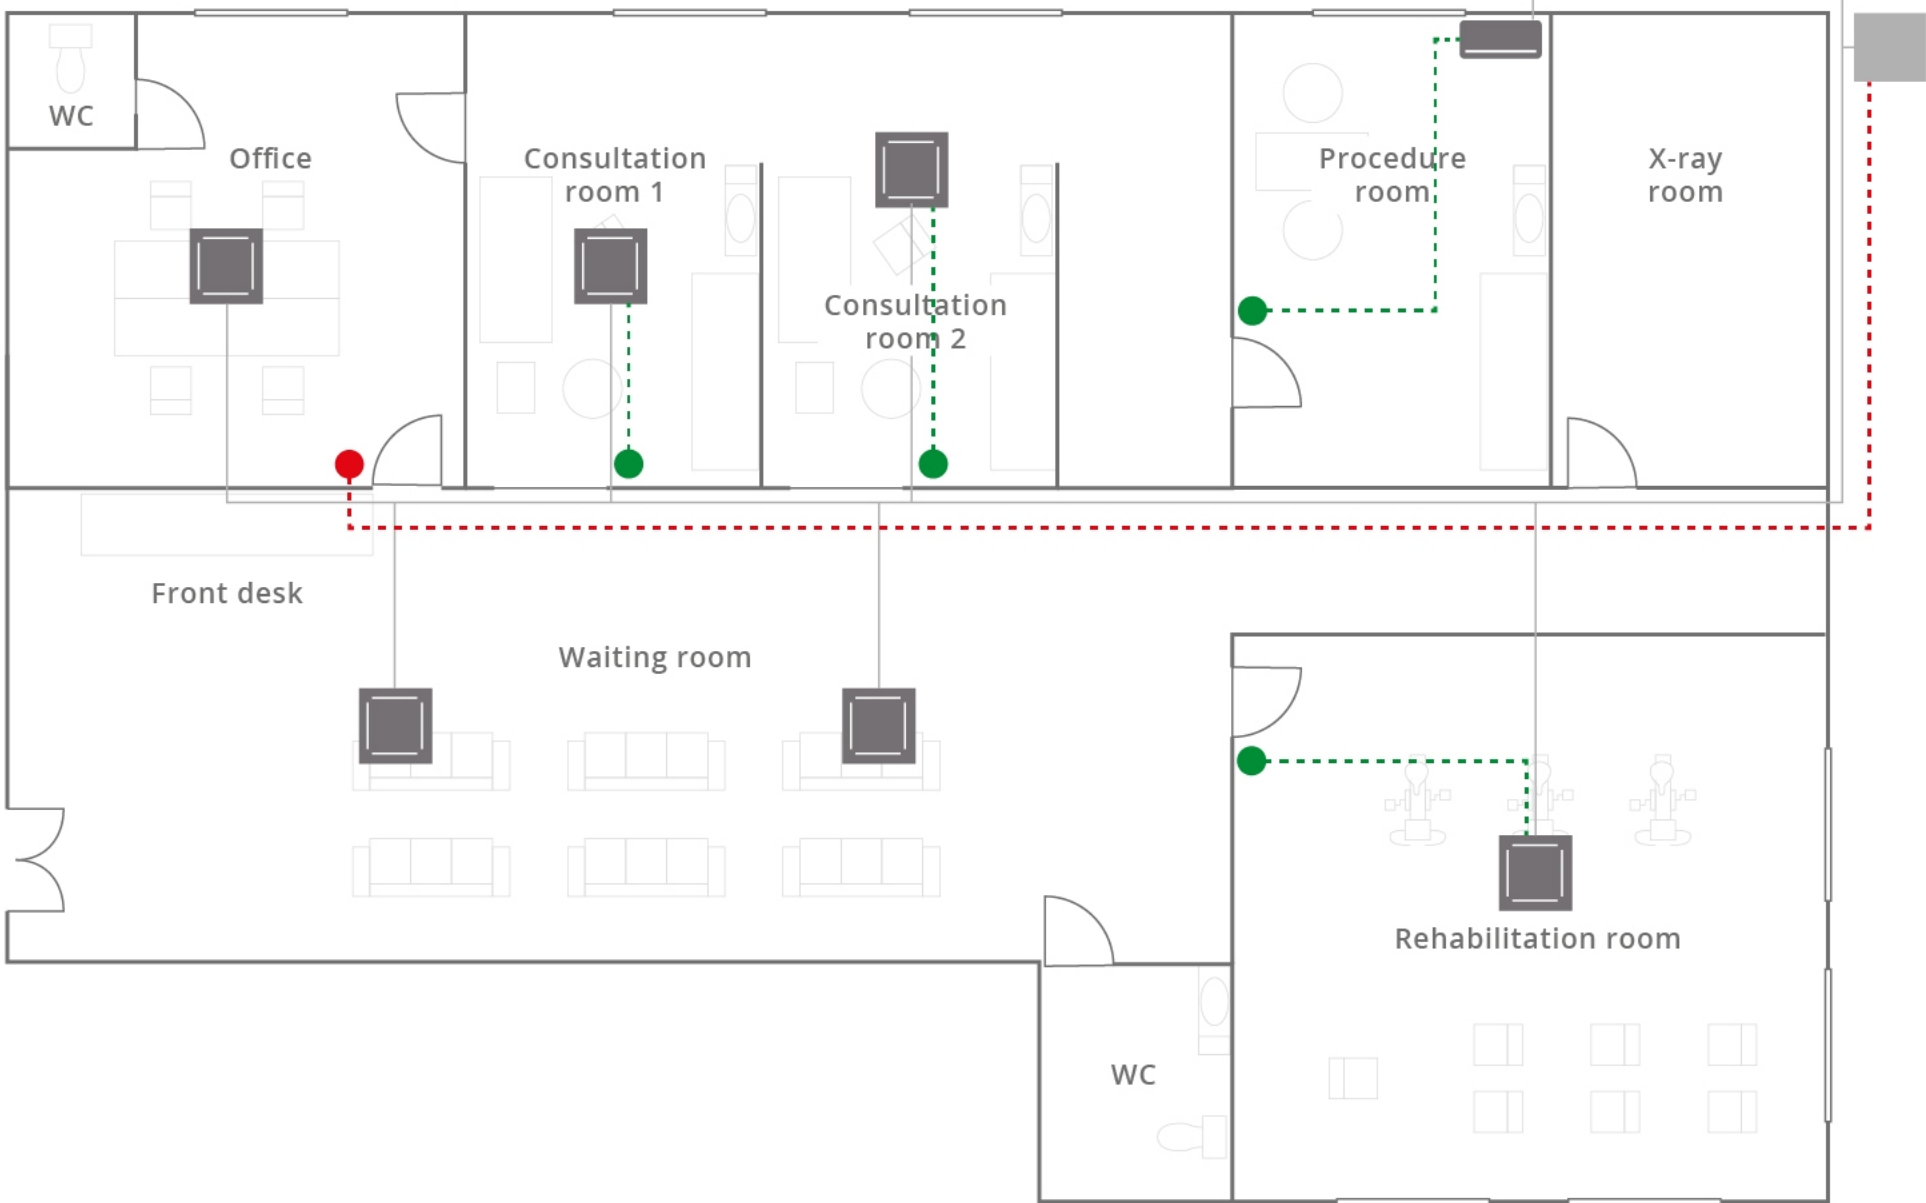 WC
Office
Consultation
room 1
Consultation
room 2
Procedure
room
X-ray
room
Front desk
Waiting room
Rehabilitation room
WC